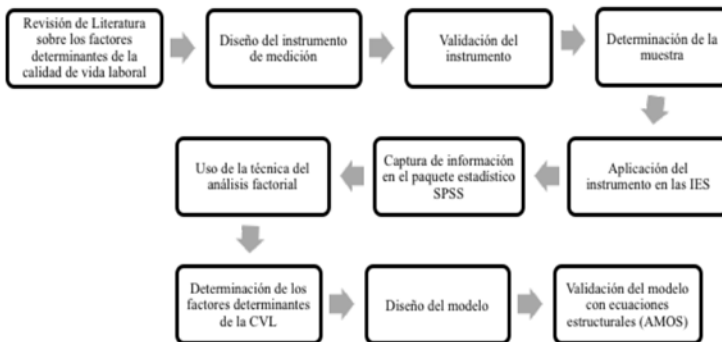 Revisión de Literatura
sobre los factores
determinantes de la
calidad de vida laboral
Diseño del instrumento
de medición
Validación del
instrumento
Determinación de la
muestra
Aplicación del
instrumento en las IES
Captura de información
en el paquete estadístico
SPSS
Uso de la técnica del
análisis factorial
Determinación de los
factores determinantes
de la CVL
Diseño del modelo
Validación del modelo
con ecuaciones
estructurales (AMOS)